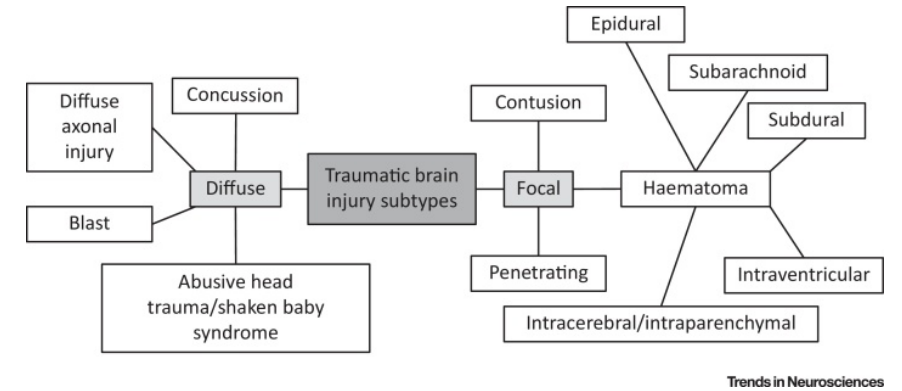 Epidural
Subarachnoid
Diffuse
axonal
injury
Concussion
Contusion
Subdural
Diffuse
Traumatic brain
injury subtypes
Focal
Haematoma
Blast
Abusive head
trauma/shaken baby
syndrome
Penetrating
Intraventricular
Intracerebral/intraparenchymal
Trends in Neurosciences